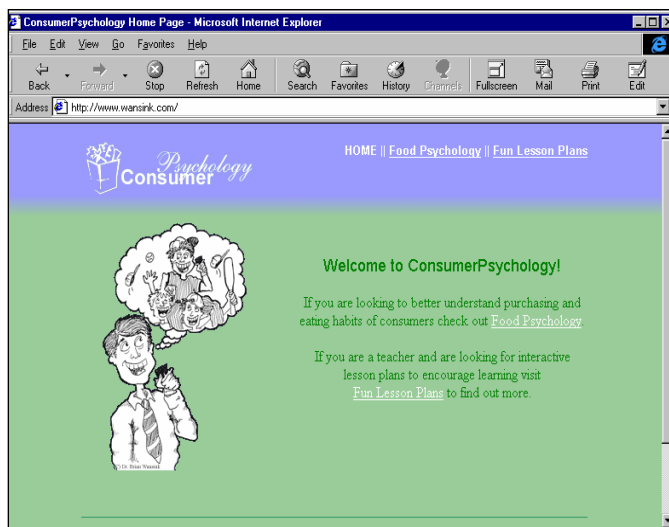 ConsumerPsychology Home Page - Microsoft Internet Explorer
File Edit View Go Favorites Help
Back Forward Stop Refresh Home Search Favorites History Channels Fullscreen Mail Print Edit
Address http://www.wansink.com/
Psychology
Consumer
HOME || Food Psychology || Fun Lesson Plans
Welcome to ConsumerPsychology!
If you are looking to better understand purchasing and
eating habits of consumers check out Food Psychology.
If you are a teacher and are looking for interactive
lesson plans to encourage learning visit
Fun Lesson Plans to find out more.
(C) Dr. Brian Wansink